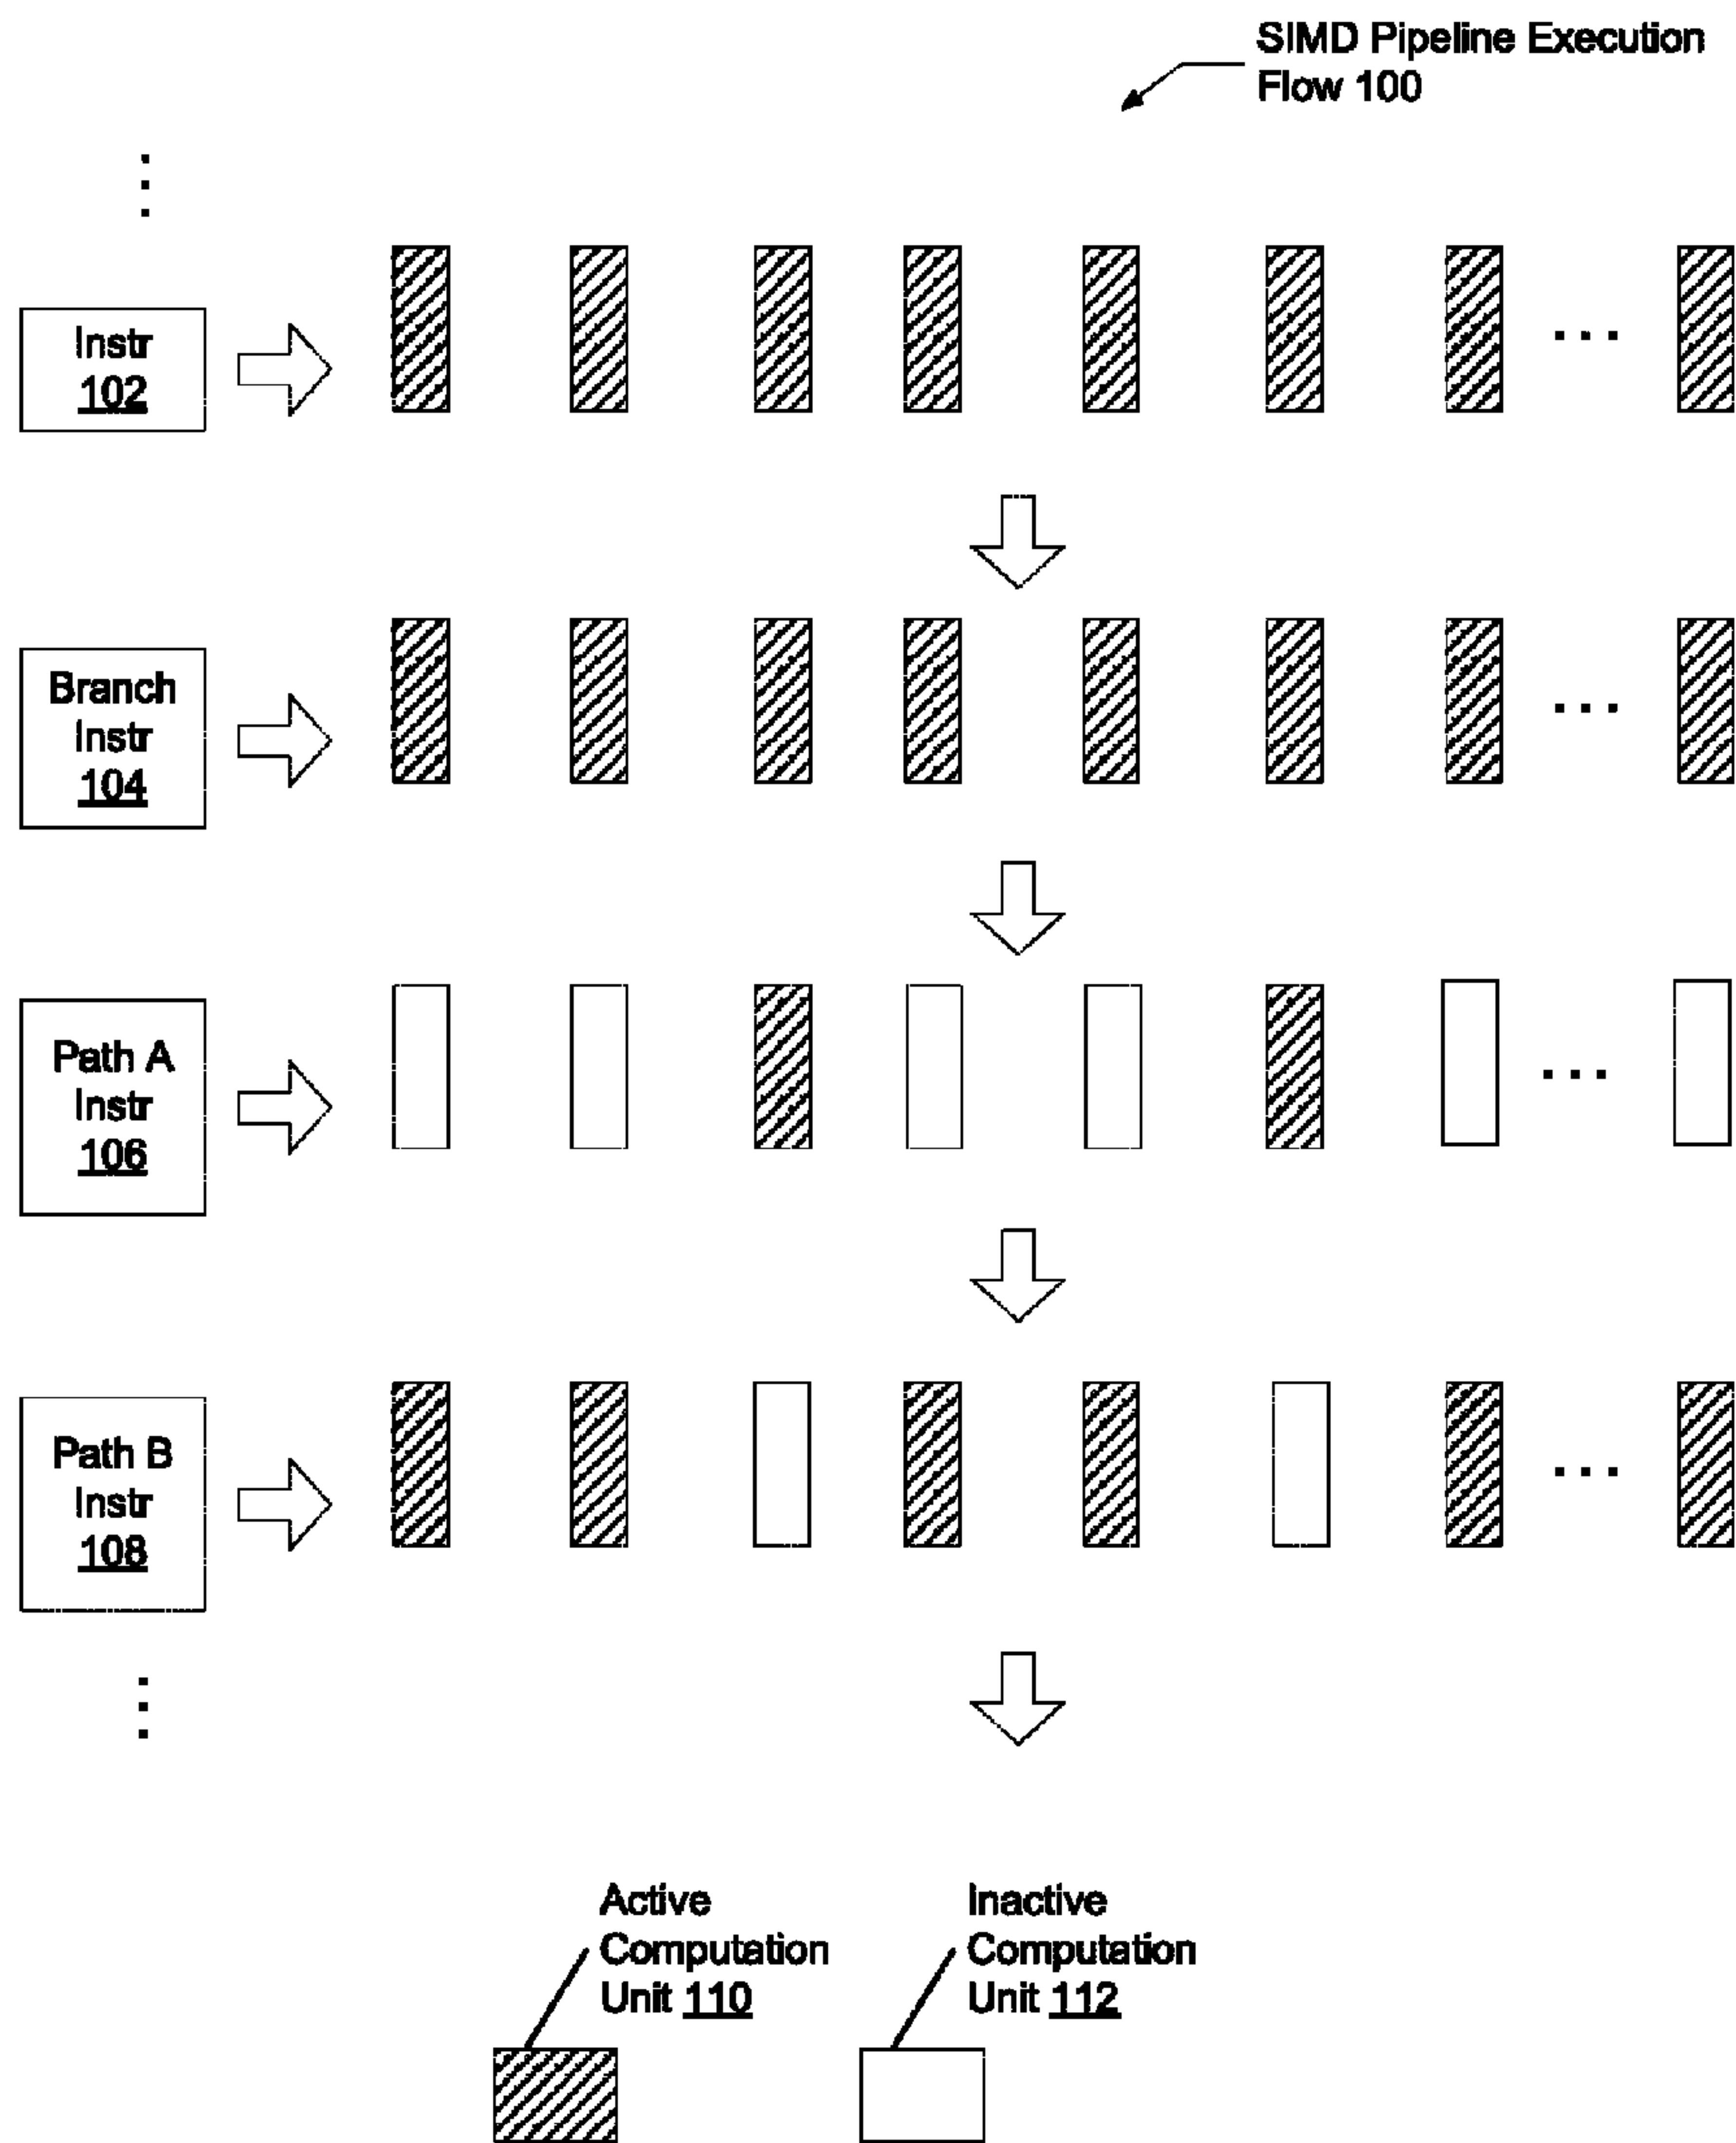 SIMD Pipeline Execution
Flow 100
Instr
102
Branch
Instr
104
Path A
Instr
106
Path B
Instr
108
Active
Computation
Unit 110
Inactive
Computation
Unit 112